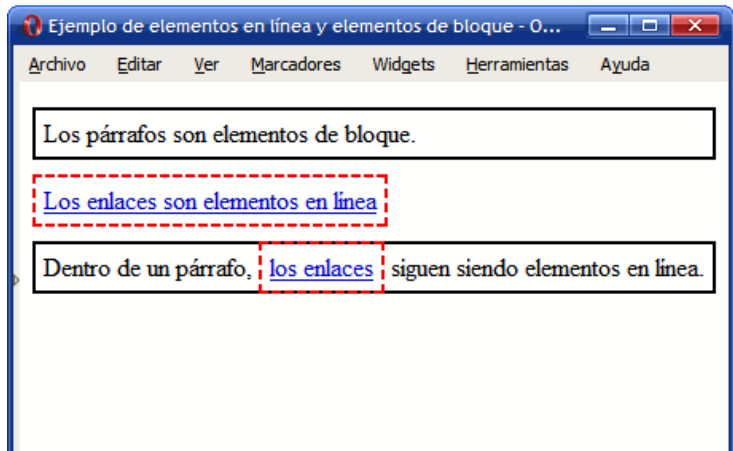 Ejemplo de elementos en línea y elementos de bloque - O...
Archivo Editar Ver Marcadores Widgets Herramientas Ayuda
Los párrafos son elementos de bloque.
Los enlaces son elementos en línea
Dentro de un párrafo, los enlaces siguen siendo elementos en línea.